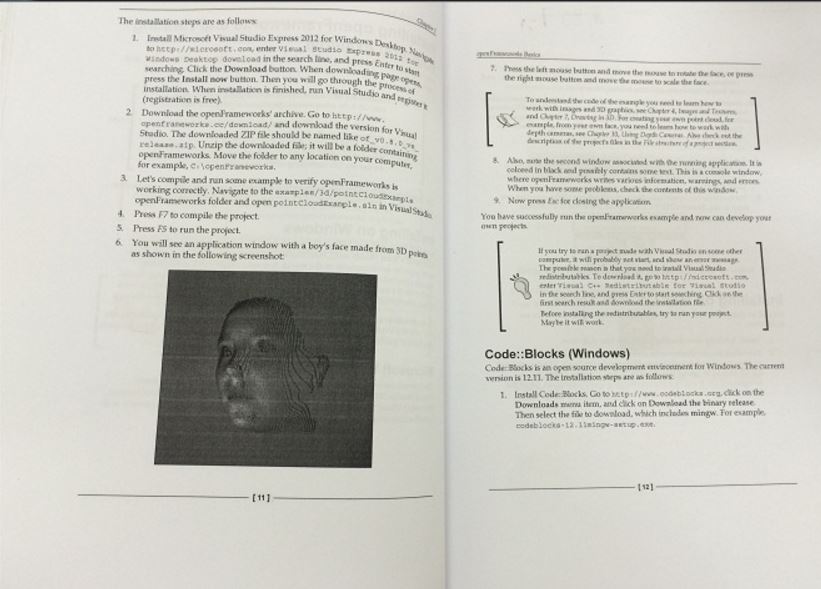 Chapter 1
The installation steps are as follows:
1. Install Microsoft Visual Studio Express 2012 for Windows Desktop. Navigate
to http://microsoft.com, enter Visual Studio Express 2012 for
Windows Desktop download in the search line, and press Enter to start
searching. Click the Download button. When downloading page opens,
press the Install now button. Then you will go through the process of
installation. When installation is finished, run Visual Studio and register it
(registration is free).
2. Download the openFrameworks' archive. Go to http://www.
openframeworks.cc/download/ and download the version for Visual
Studio. The downloaded ZIP file should be named like of_v0.8.0_vs_
release.zip. Unzip the downloaded file; it will be a folder containing
openFrameworks. Move the folder to any location on your computer,
for example, C:\openFrameworks.
3. Let's compile and run some example to verify openFrameworks is
working correctly. Navigate to the examples/3d/pointCloudExample
openFrameworks folder and open pointCloudExample.sln in Visual Studio.
4. Press F7 to compile the project.
5. Press F5 to run the project.
6. You will see an application window with a boy's face made from 3D points
as shown in the following screenshot:
[ 11 ]
openFrameworks Basics
7. Press the left mouse button and move the mouse to rotate the face, or press
the right mouse button and move the mouse to scale the face.
To understand the code of the example you need to learn how to
work with images and 3D graphics, see Chapter 4, Images and Textures,
and Chapter 7, Drawing in 3D. For creating your own point cloud, for
example, from your own face, you need to learn how to work with
depth cameras, see Chapter 10, Using Depth Cameras. Also check out the
description of the project's files in the File structure of a project section.
8. Also, note the second window associated with the running application. It is
colored in black and possibly contains some text. This is a console window,
where openFrameworks writes various information, warnings, and errors.
When you have some problems, check the contents of this window.
9. Now press Esc for closing the application.
You have successfully run the openFrameworks example and now can develop your
own projects.
If you try to run a project made with Visual Studio on some other
computer, it will probably not start, and show an error message.
The possible reason is that you need to install Visual Studio
redistributables. To download it, go to http://microsoft.com,
enter Visual C++ Redistributable for Visual Studio
in the search line, and press Enter to start searching. Click on the
first search result and download the installation file.
Before installing the redistributables, try to run your project.
Maybe it will work.
Code::Blocks (Windows)
Code::Blocks is an open source development environment for Windows. The current
version is 12.11. The installation steps are as follows:
1. Install Code::Blocks. Go to http://www.codeblocks.org, click on the
Downloads menu item, and click on Download the binary release.
Then select the file to download, which includes mingw. For example,
codeblocks-12.11mingw-setup.exe.
[ 12 ]